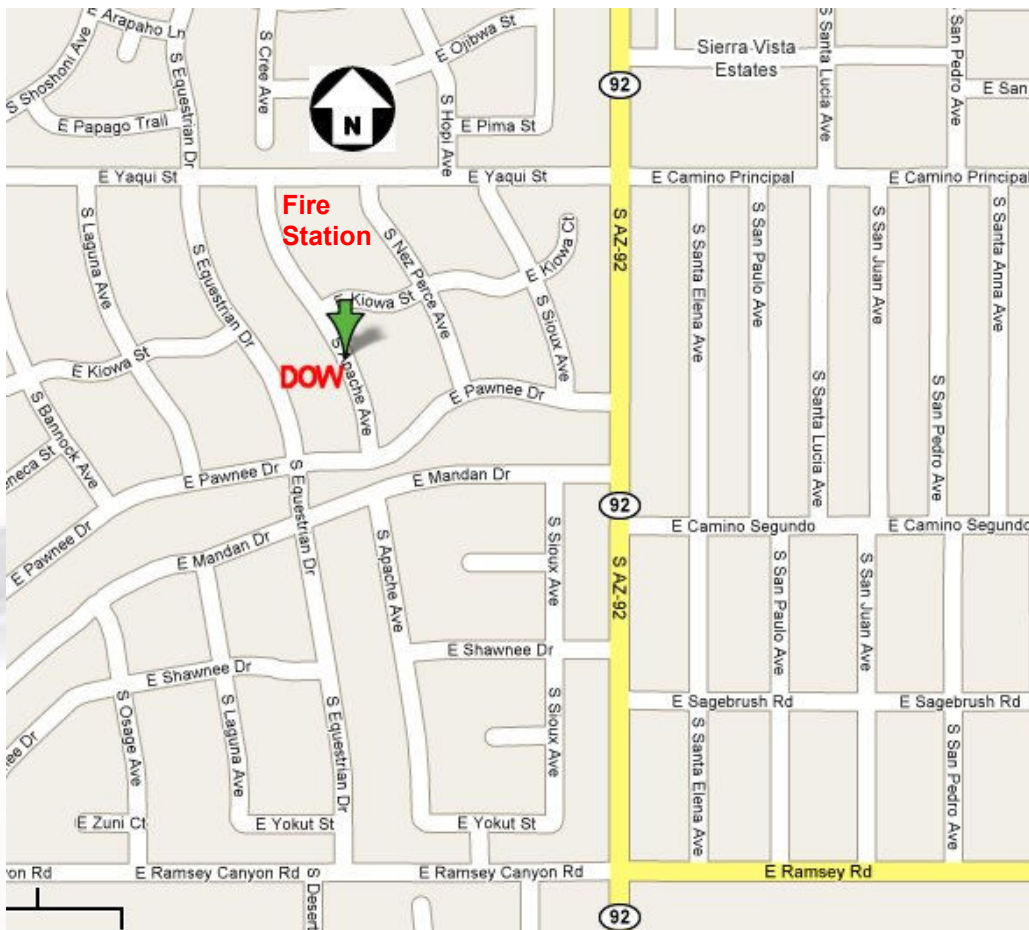 E Arapaho Ln
S Shoshoni Ave
S Equestrian Dr
S Cree Ave
E Ojibwa St
S Hopi Ave
E Papago Trail
N
E Pima St
92
Sierra Vista
Estates
S Santa Lucia Ave
S San Pedro Ave
E San
E Yaqui St
E Yaqui St
E Camino Principal
E Camino Principal
Fire
Station
S Laguna Ave
S Equestrian Dr
S Nez Perce Ave
E Kiowa Ct
E Kiowa St
S Sioux Ave
S AZ-92
S Santa Elena Ave
S San Paulo Ave
S San Juan Ave
S Santa Anna Ave
E Kiowa St
DOW
S Apache Ave
E Pawnee Dr
S Santa Lucia Ave
S San Pedro Ave
S Bannock Ave
eneca St
E Pawnee Dr
S Equestrian Dr
E Mandan Dr
92
E Pawnee Dr
E Mandan Dr
S Apache Ave
S Sioux Ave
S AZ-92
E Camino Segundo
E Camino Segundo
S San Paulo Ave
S San Juan Ave
E Shawnee Dr
E Shawnee Dr
S Osage Ave
S Laguna Ave
S Equestrian Dr
S Sioux Ave
E Sagebrush Rd
E Sagebrush Rd
S Santa Elena Ave
S San Pedro Ave
nee Dr
E Zuni Ct
E Yokut St
E Yokut St
yon Rd
E Ramsey Canyon Rd
E Ramsey Canyon Rd
E Ramsey Rd
S Desert
92